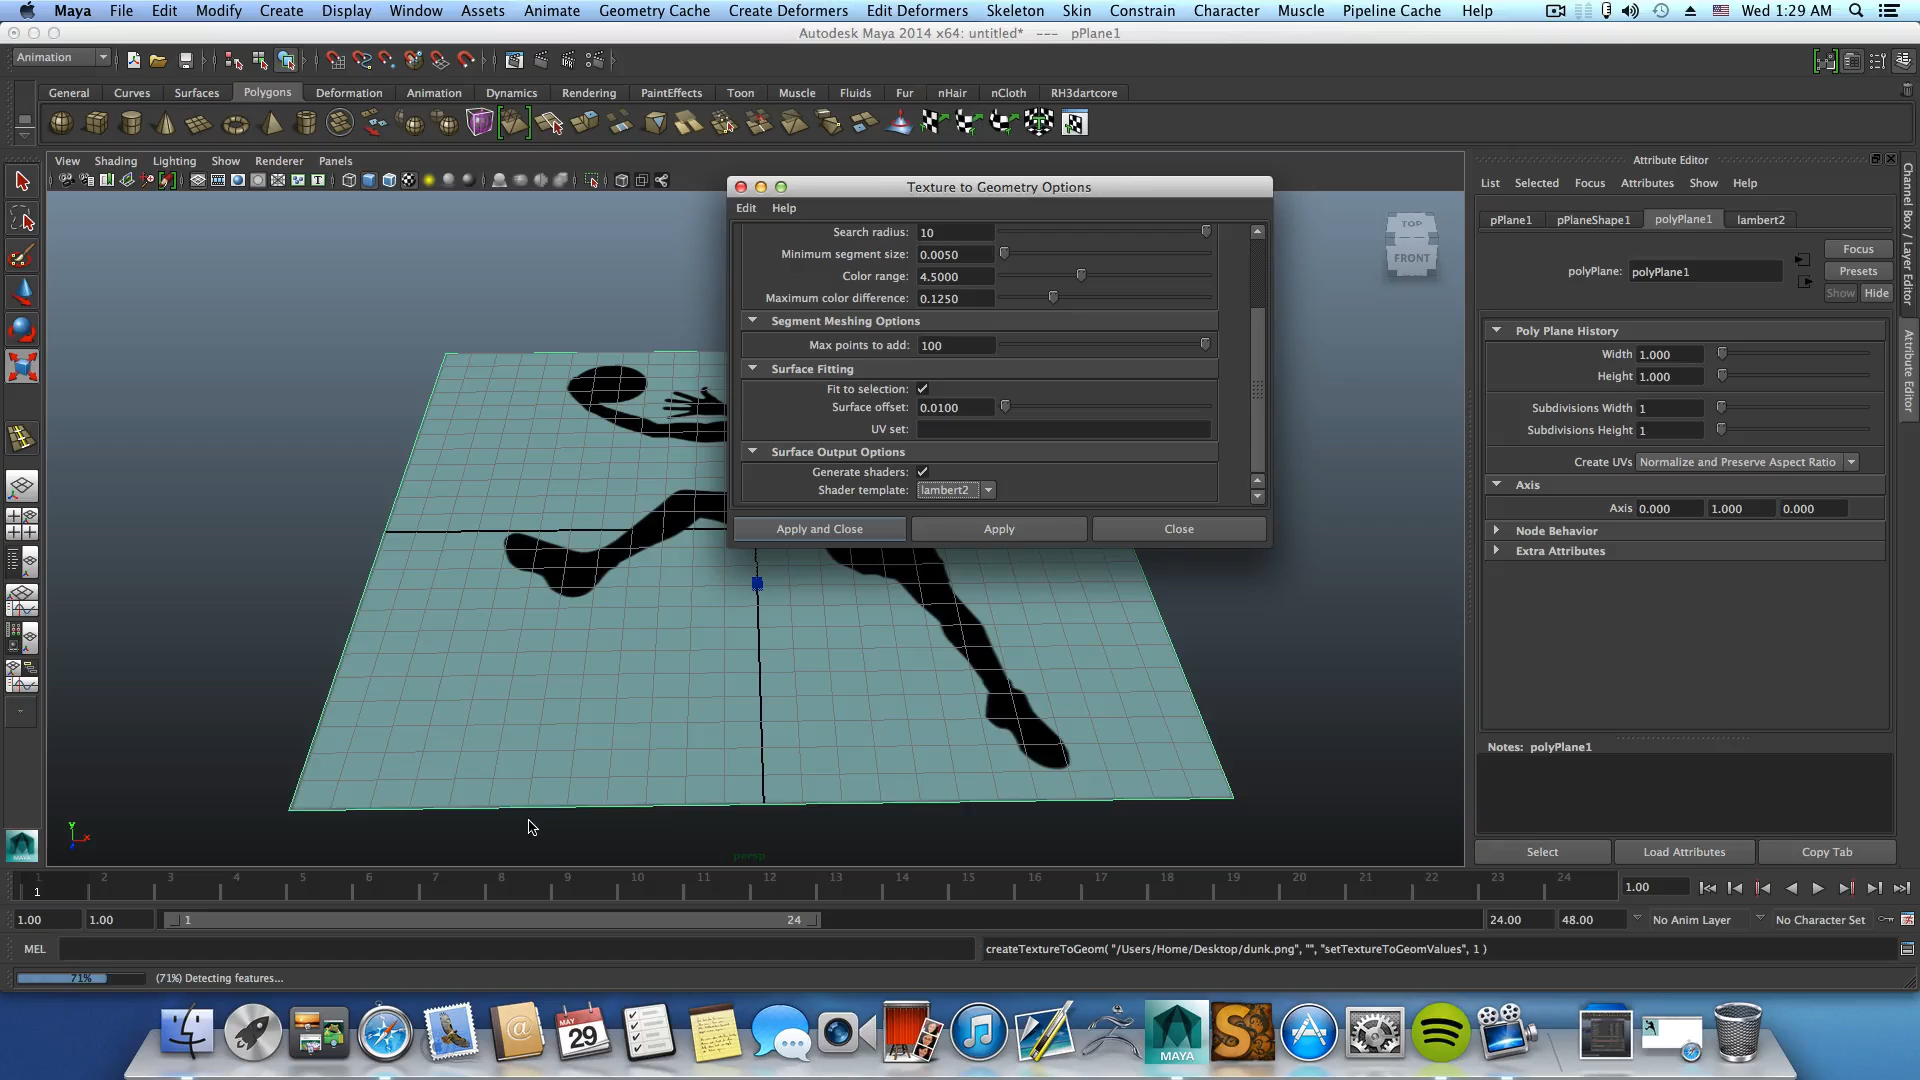 Maya File Edit Modify Create Display Window Assets Animate Geometry Cache Create Deformers Edit Deformers Skeleton Skin Constrain Character Muscle Pipeline Cache Help Wed 1:29 AM
Autodesk Maya 2014 x64: untitled* --- pPlane1
Animation
General Curves Surfaces Polygons Deformation Animation Dynamics Rendering PaintEffects Toon Muscle Fluids Fur nHair nCloth RH3dartcore
View Shading Lighting Show Renderer Panels
Texture to Geometry Options
Edit Help
Search radius: 10
Minimum segment size: 0.0050
Color range: 4.5000
Maximum color difference: 0.1250
Segment Meshing Options
Max points to add: 100
Surface Fitting
Fit to selection:
Surface offset: 0.0100
UV set:
Surface Output Options
Generate shaders:
Shader template: lambert2
Apply and Close Apply Close
TOP
FRONT
persp
y
x
Attribute Editor
List Selected Focus Attributes Show Help
pPlane1 pPlaneShape1 polyPlane1 lambert2
Focus
polyPlane: polyPlane1 Presets
Show Hide
Poly Plane History
Width 1.000
Height 1.000
Subdivisions Width 1
Subdivisions Height 1
Create UVs Normalize and Preserve Aspect Ratio
Axis
Axis 0.000 1.000 0.000
Node Behavior
Extra Attributes
Notes: polyPlane1
Select Load Attributes Copy Tab
Channel Box / Layer Editor
Attribute Editor
1 2 3 4 5 6 7 8 9 10 11 12 13 14 15 16 17 18 19 20 21 22 23 24
1 1.00
1.00 1.00 1 24 24.00 48.00 No Anim Layer No Character Set
MEL createTextureToGeom( "/Users/Home/Desktop/dunk.png", "", "setTextureToGeomValues", 1 )
71% (71%) Detecting features...
MAYA
MAY
29
MAYA